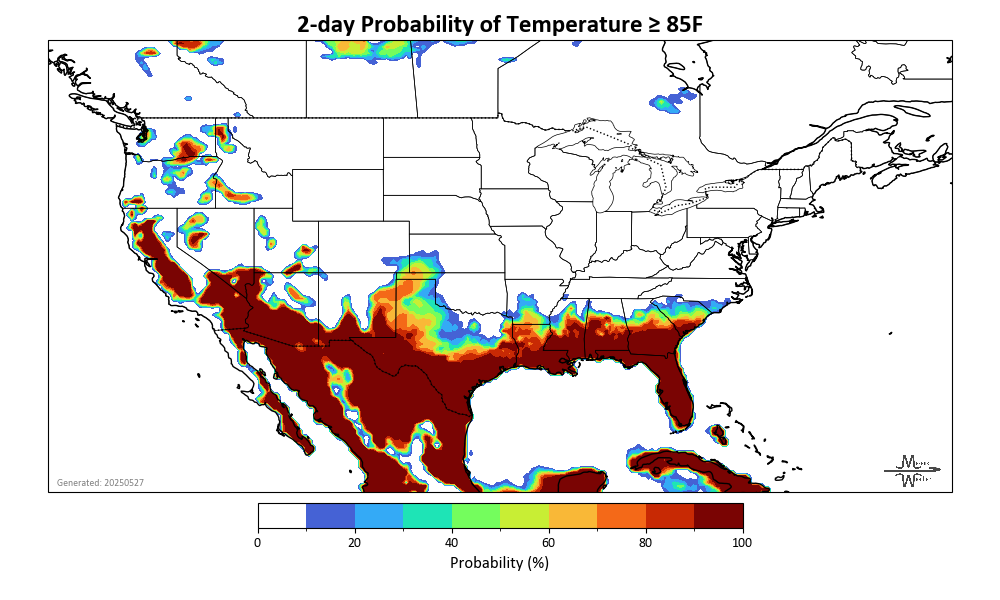 2-day Probability of Temperature ≥ 85F
Generated: 20250527
0 20 40 60 80 100
Probability (%)